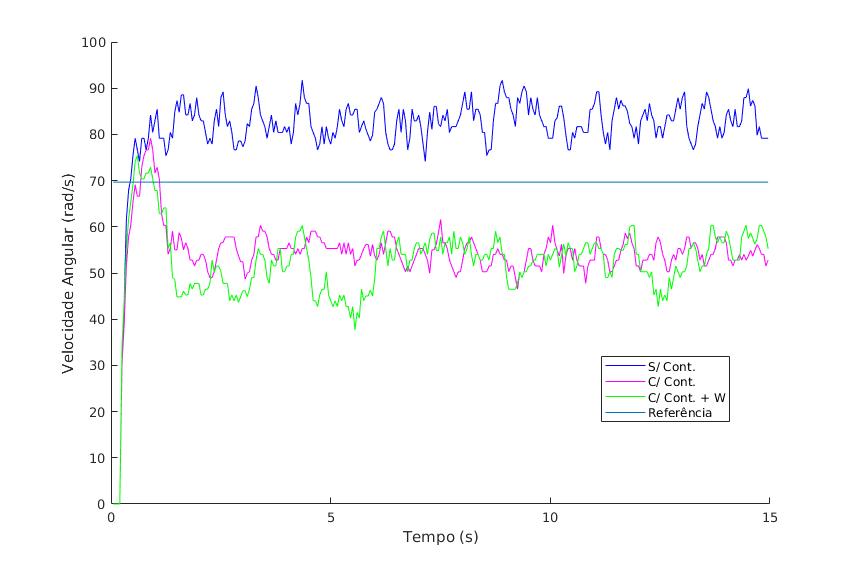 100
90
80
70
60
50
40
30
20
10
0
Velocidade Angular (rad/s)
S/ Cont.
C/ Cont.
C/ Cont. + W
Referência
0
5
10
15
Tempo (s)